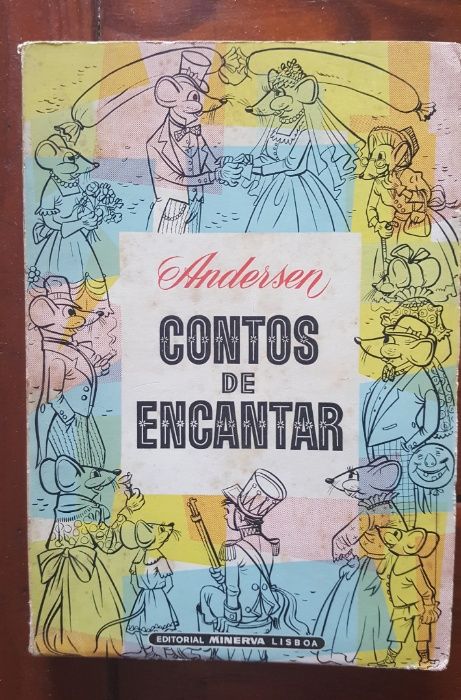 Andersen
CONTOS
DE
ENCANTAR
EDITORIAL MINERVA LISBOA